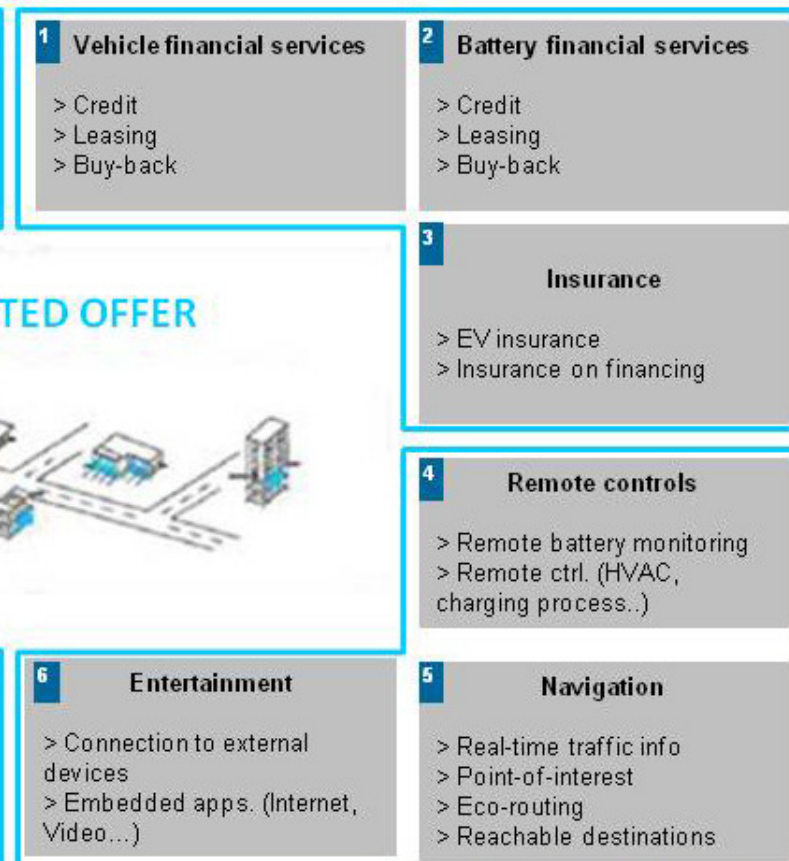 1
Vehicle financial services
> Credit
> Leasing
> Buy-back
2
Battery financial services
> Credit
> Leasing
> Buy-back
3
Insurance
> EV insurance
> Insurance on financing
TED OFFER
4
Remote controls
> Remote battery monitoring
> Remote ctrl. (HVAC,
charging process..)
6
Entertainment
> Connection to external
devices
> Embedded apps. (Internet,
Video...)
5
Navigation
> Real-time traffic info
> Point-of-interest
> Eco-routing
> Reachable destinations